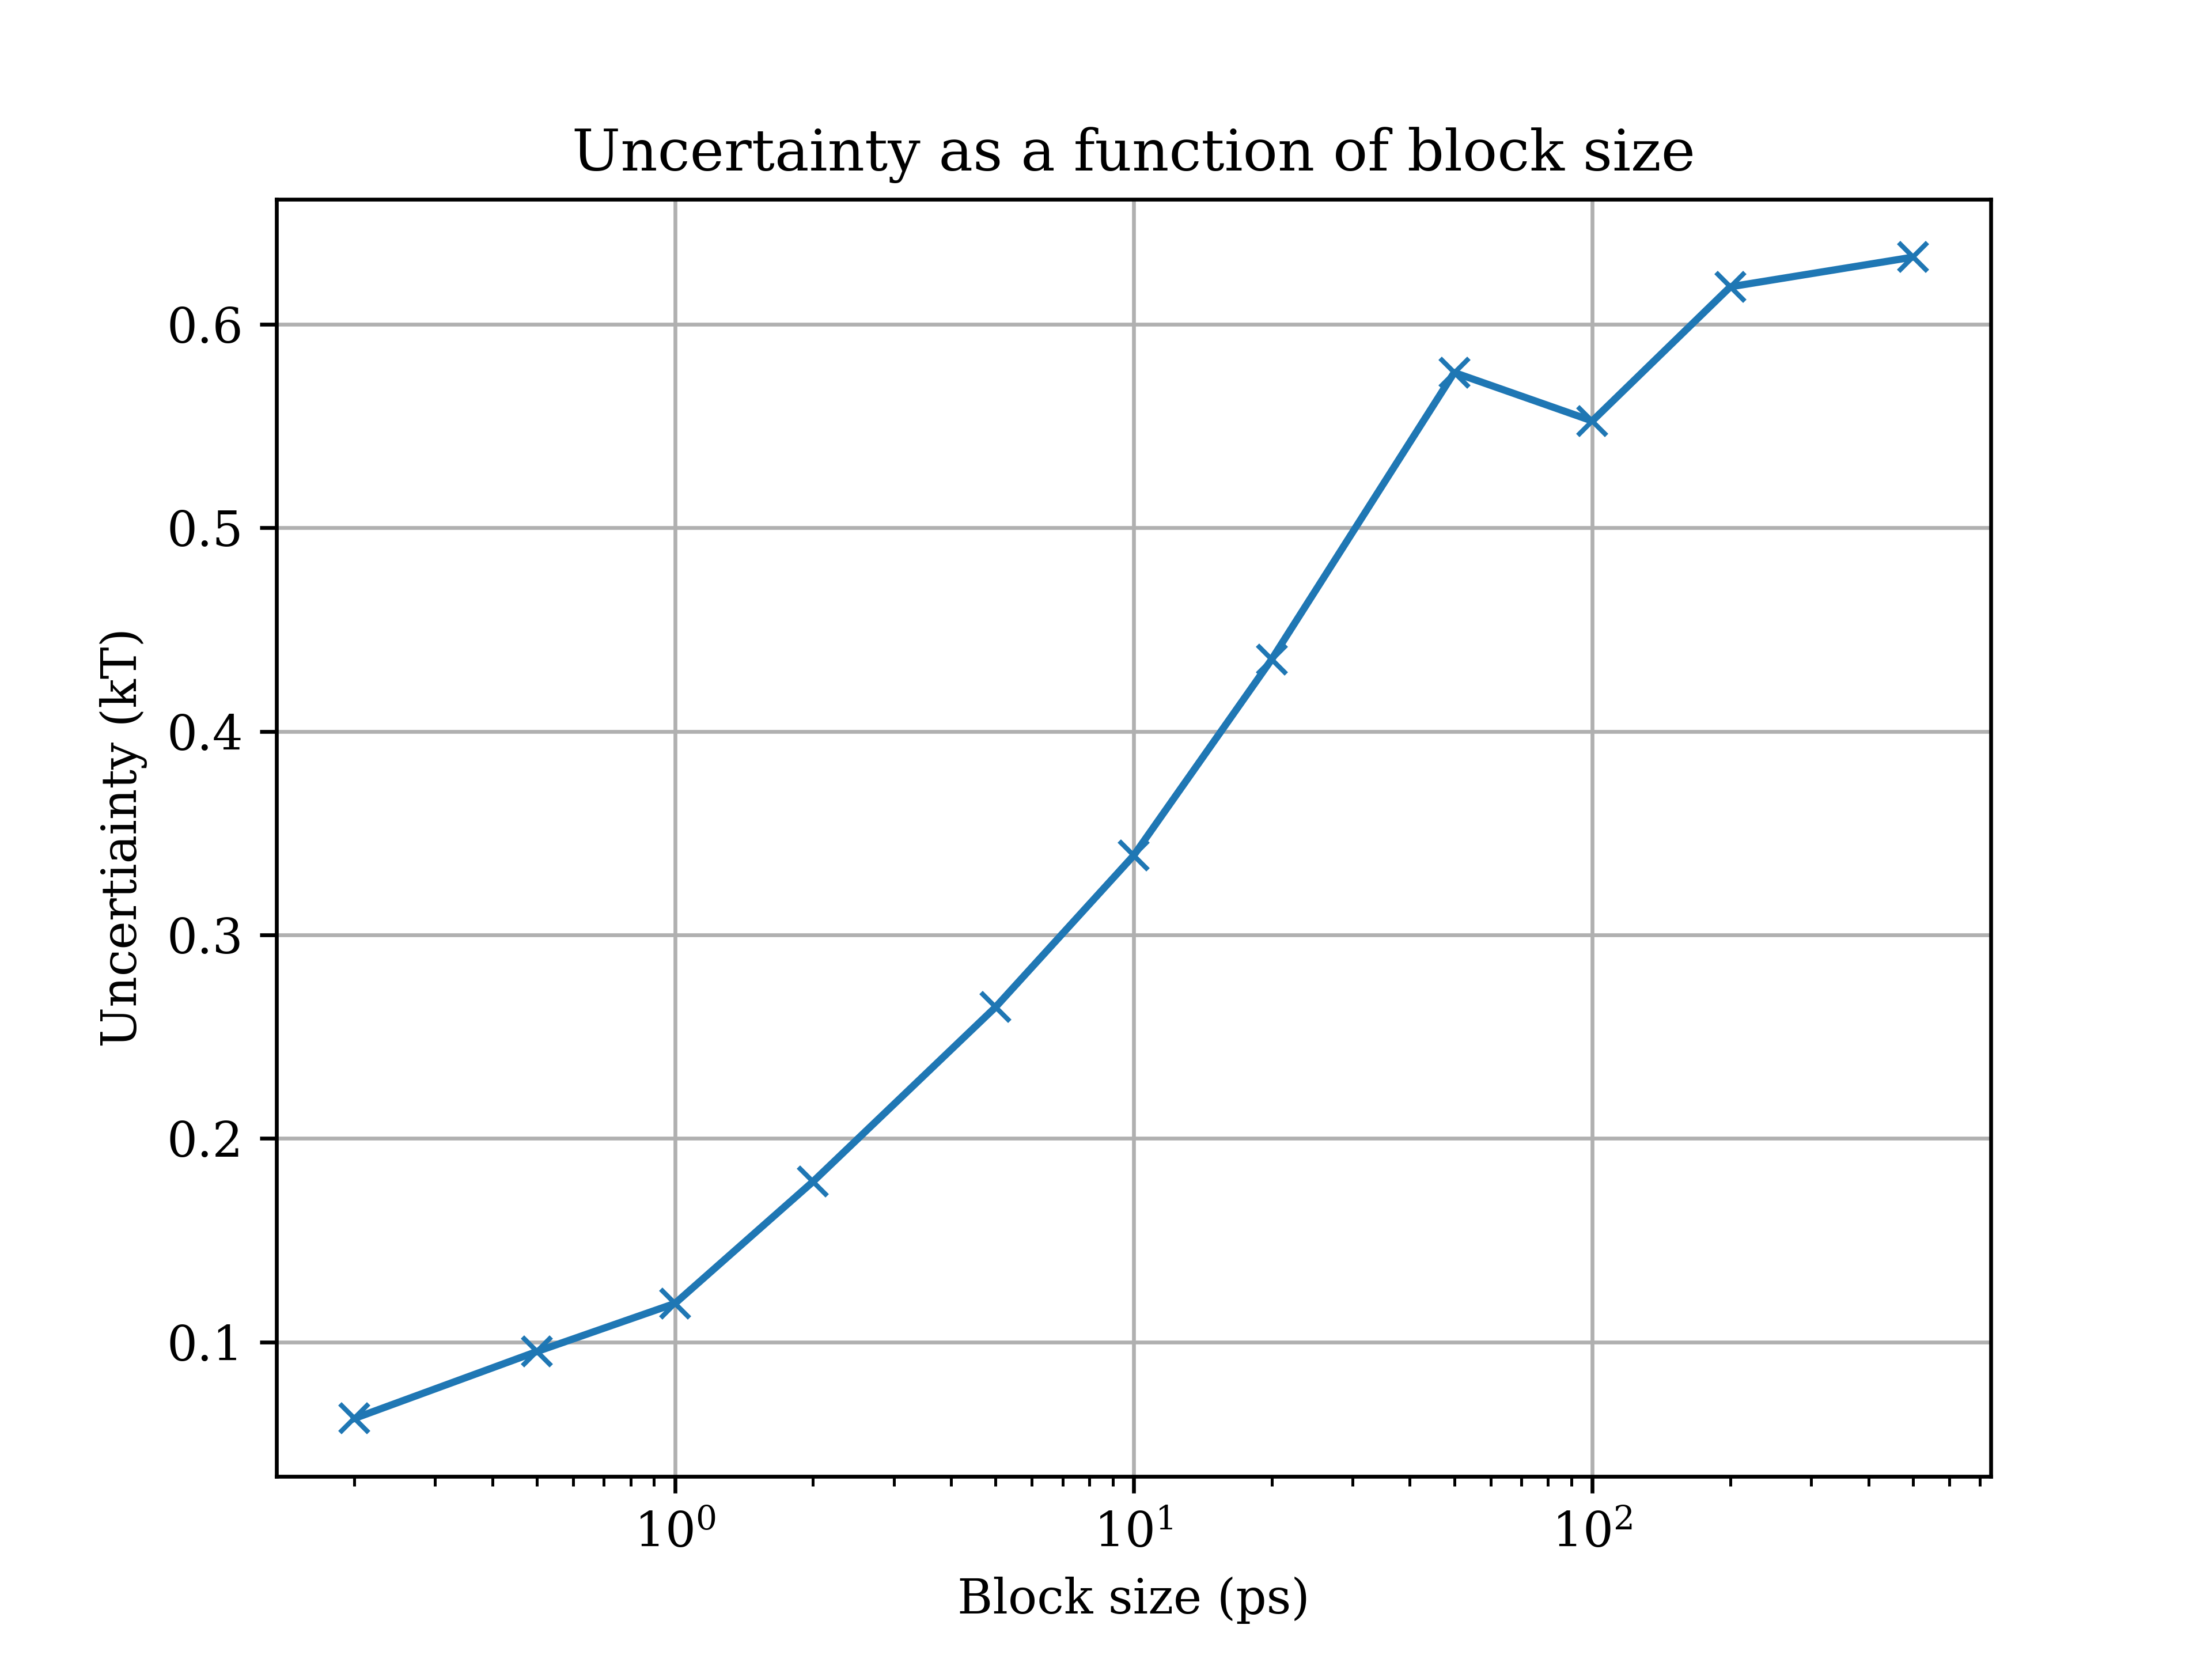 Uncertainty as a function of block size
Uncertiainty (kT)
0.6
0.5
0.4
0.3
0.2
0.1
10⁰ 10¹ 10²
Block size (ps)